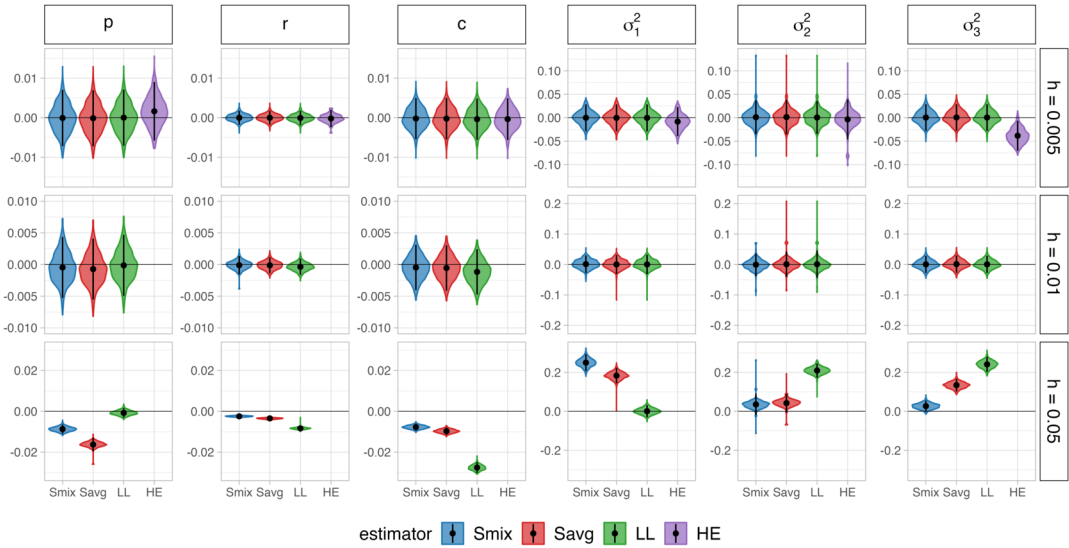 p r c σ₁² σ₂² σ₃²
0.01 0.01 0.01 0.10 0.10 0.10
0.05 0.05 0.05
0.00 0.00 0.00 0.00 0.00 0.00
-0.05 -0.05 -0.05
-0.01 -0.01 -0.01 -0.10 -0.10 -0.10
h = 0.005
0.010 0.010 0.010 0.2 0.2 0.2
0.005 0.005 0.005 0.1 0.1 0.1
0.000 0.000 0.000 0.0 0.0 0.0
-0.005 -0.005 -0.005 -0.1 -0.1 -0.1
-0.010 -0.010 -0.010 -0.2 -0.2 -0.2
h = 0.01
0.02 0.02 0.02 0.2 0.2 0.2
0.00 0.00 0.00 0.0 0.0 0.0
-0.02 -0.02 -0.02 -0.2 -0.2 -0.2
h = 0.05
Smix Savg LL HE Smix Savg LL HE Smix Savg LL HE Smix Savg LL HE Smix Savg LL HE Smix Savg LL HE
estimator Smix Savg LL HE